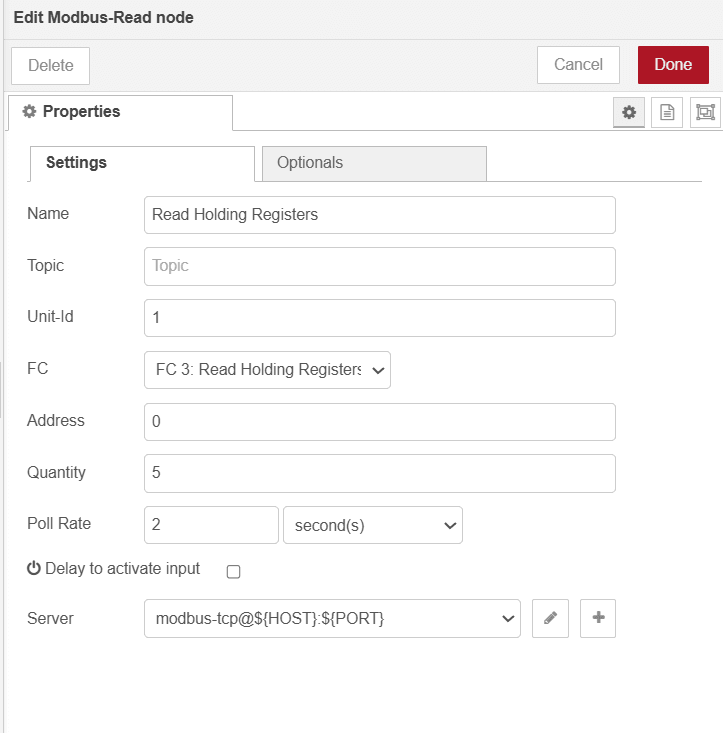 Edit Modbus-Read node
Delete
Cancel
Done
Properties
Settings
Optionals
Name
Read Holding Registers
Topic
Topic
Unit-Id
1
FC
FC 3: Read Holding Registers
Address
0
Quantity
5
Poll Rate
2
second(s)
Delay to activate input
Server
modbus-tcp@${HOST}:${PORT}